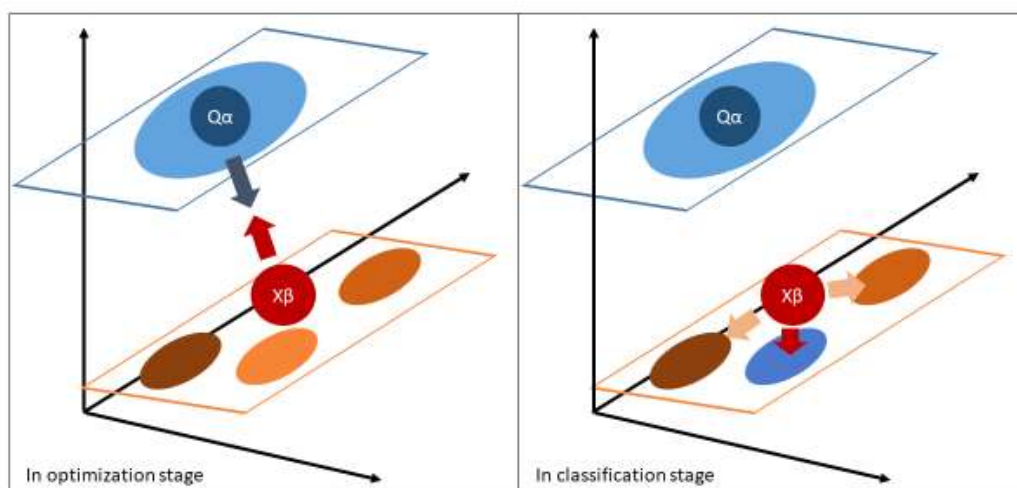 Qα
Xβ
In optimization stage
Qα
Xβ
In classification stage